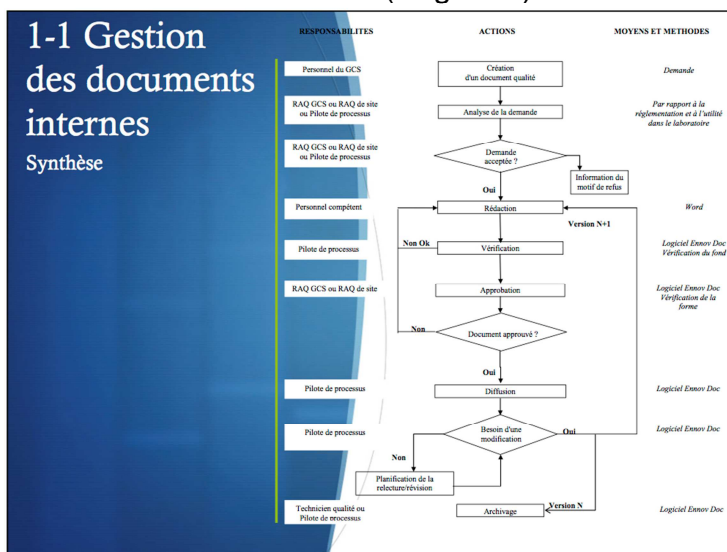 1-1 Gestion
des documents
internes
Synthèse
RESPONSABILITES
ACTIONS
MOYENS ET METHODES
Personnel du GCS
Création
d'un document qualité
Demande
RAQ GCS ou RAQ de site
ou Pilote de processus
Analyse de la demande
Par rapport à la
réglementation et à l'utilité
dans le laboratoire
RAQ GCS ou RAQ de site
ou Pilote de processus
Demande
acceptée ?
Information du
motif de refus
Oui
Personnel compétent
Rédaction
Word
Version N+1
Non Ok
Pilote de processus
Vérification
Logiciel Ennov Doc
Vérification du fond
RAQ GCS ou RAQ de site
Approbation
Logiciel Ennov Doc
Vérification de la
forme
Non
Document approuvé ?
Oui
Pilote de processus
Diffusion
Logiciel Ennov Doc
Pilote de processus
Besoin d'une
modification
Oui
Logiciel Ennov Doc
Non
Planification de la
relecture/révision
Technicien qualité ou
Pilote de processus
Archivage
Version N
Logiciel Ennov Doc